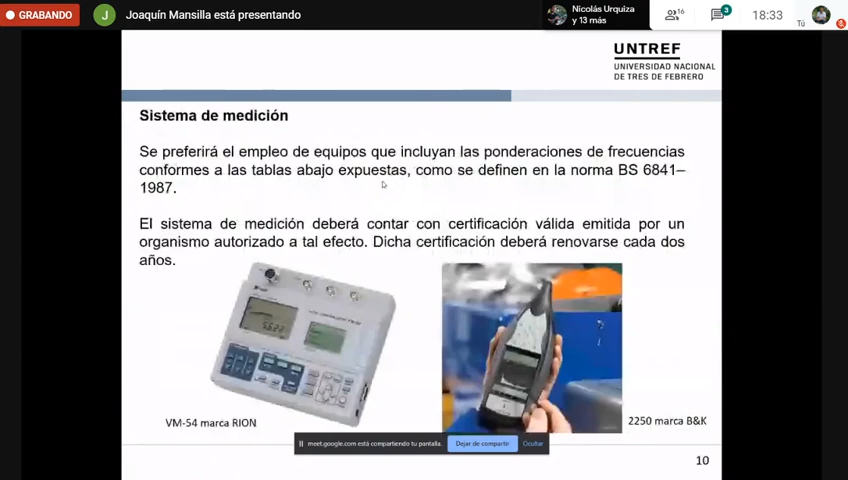 GRABANDO
J
Joaquín Mansilla está presentando
Nicolás Urquiza
y 13 más
16
3
18:33
Tú
UNTREF
UNIVERSIDAD NACIONAL
DE TRES DE FEBRERO
Sistema de medición
Se preferirá el empleo de equipos que incluyan las ponderaciones de frecuencias
conformes a las tablas abajo expuestas, como se definen en la norma BS 6841–
1987.
El sistema de medición deberá contar con certificación válida emitida por un
organismo autorizado a tal efecto. Dicha certificación deberá renovarse cada dos
años.
VM-54 marca RION
2250 marca B&K
meet.google.com está compartiendo tu pantalla.
Dejar de compartir
Ocultar
10